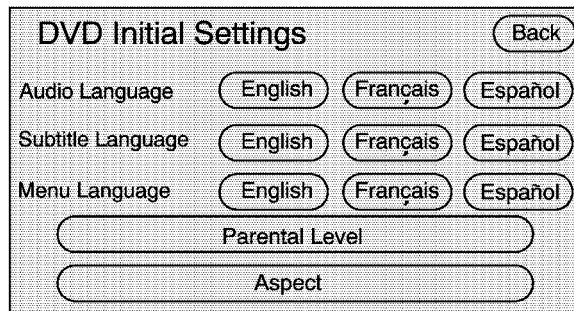 DVD Initial Settings Back
Audio Language English Français Español
Subtitle Language English Français Español
Menu Language English Français Español
Parental Level
Aspect